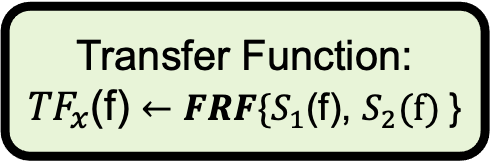 Transfer Function:
TFₓ(f) ← FRF{S₁(f), S₂(f) }